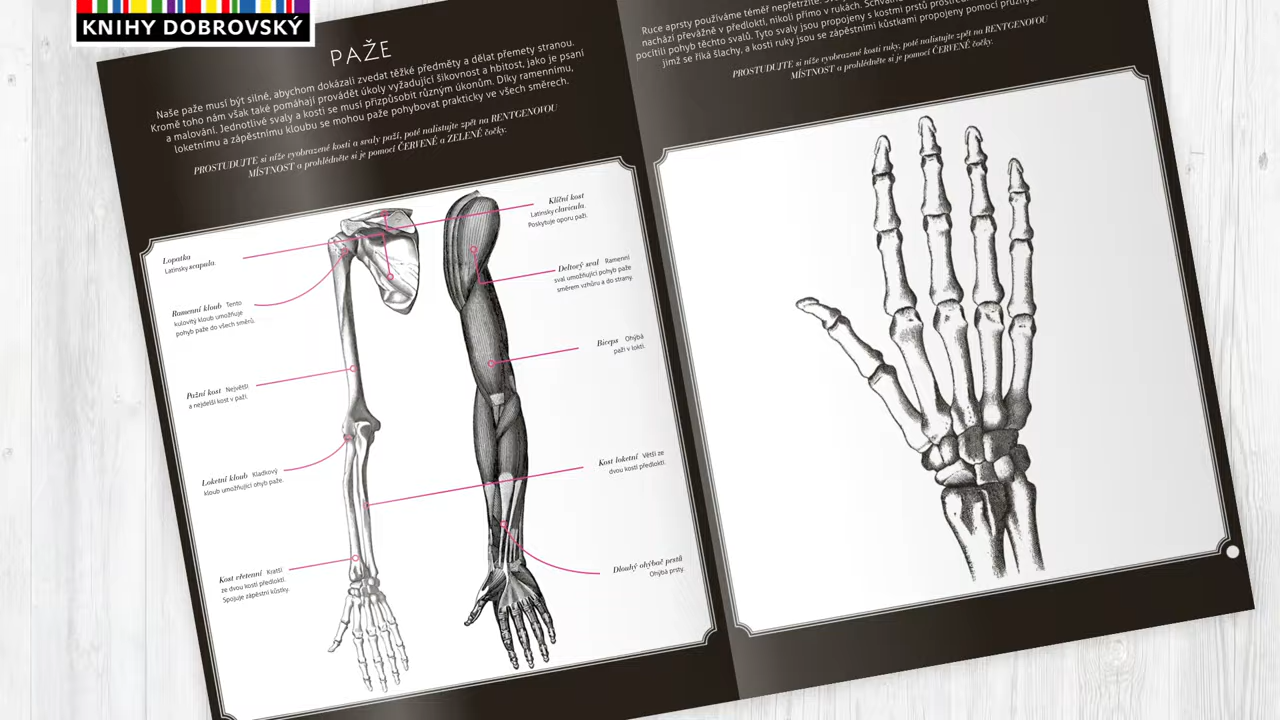 KNIHY DOBROVSKÝ
PAŽE
Naše paže musí být silné, abychom dokázali zvedat těžké předměty a dělat přemety stranou.
Kromě toho nám však také pomáhají provádět úkoly vyžadující šikovnost a hbitost, jako je psaní
a malování. Jednotlivé svaly a kosti se musí přizpůsobit různým úkonům. Díky ramennímu,
loketnímu a zápěstnímu kloubu se mohou paže pohybovat prakticky ve všech směrech.
PROSTUDUJTE si níže vyobrazené kosti a svaly paží, poté nalistujte zpět na RENTGENOVOU
MÍSTNOST a prohlédněte si je pomocí ČERVENÉ a ZELENÉ čočky.
Lopatka
Latinsky scapula.
Ramenní kloub Tento
kulovitý kloub umožňuje
pohyb paže do všech směrů.
Pažní kost Největší
a nejdelší kost v paži.
Loketní kloub Kladkový
kloub umožňující ohyb paže.
Kost vřetenní Kratší
ze dvou kostí předloktí.
Spojuje zápěstní kůstky.
Klíční kost
Latinsky clavicula.
Poskytuje oporu paži.
Deltový sval Ramenní
sval umožňující pohyb paže
směrem vzhůru a do strany.
Biceps Ohýbá
paži v lokti.
Kost loketní Větší ze
dvou kostí předloktí.
Dlouhý ohýbač prstů
Ohýbá prsty.
Ruce a prsty používáme téměř nepřetržitě.
nachází převážně v předloktí, nikoli přímo v rukách.
pocítili pohyb těchto svalů. Tyto svaly jsou propojeny s kostmi prstů
jimž se říká šlachy, a kosti ruky jsou se zápěstními kůstkami propojeny pomocí
PROSTUDUJTE si níže vyobrazené kosti ruky, poté nalistujte zpět na RENTGENOVOU
MÍSTNOST a prohlédněte si je pomocí ČERVENÉ čočky.